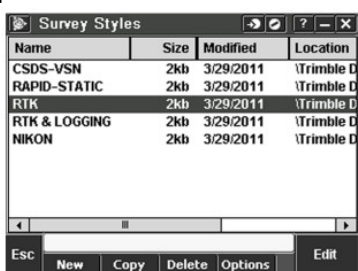 Survey Styles ? – X
Name Size Modified Location
CSDS-VSN 2kb 3/29/2011 \Trimble D
RAPID-STATIC 2kb 3/29/2011 \Trimble D
RTK 2kb 3/29/2011 \Trimble D
RTK & LOGGING 2kb 3/29/2011 \Trimble D
NIKON 2kb 3/29/2011 \Trimble D
Esc New Copy Delete Options Edit